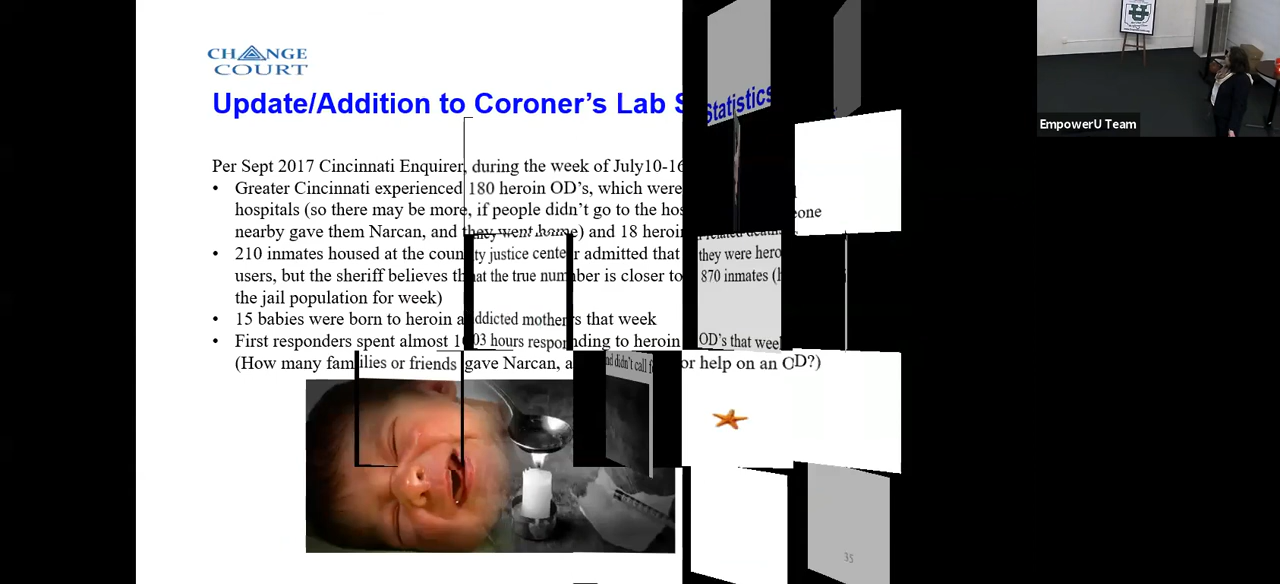 CHANGE
COURT
Update/Addition to Coroner's Lab Statistics
Per Sept 2017 Cincinnati Enquirer, during the week of July10-16
• Greater Cincinnati experienced 180 heroin OD's, which were
hospitals (so there may be more, if people didn't go to the
nearby gave them Narcan, and they went home) and 18
• 210 inmates housed at the county justice center admitted that they were
users, but the sheriff believes that the true number is closer to 870 inmates
the jail population for week)
• 15 babies were born to heroin addicted mothers that week
• First responders spent almost 103 hours responding to heroin OD's that
(How many families or friends gave Narcan, and didn't call for help on an OD?)
35
EmpowerU Team